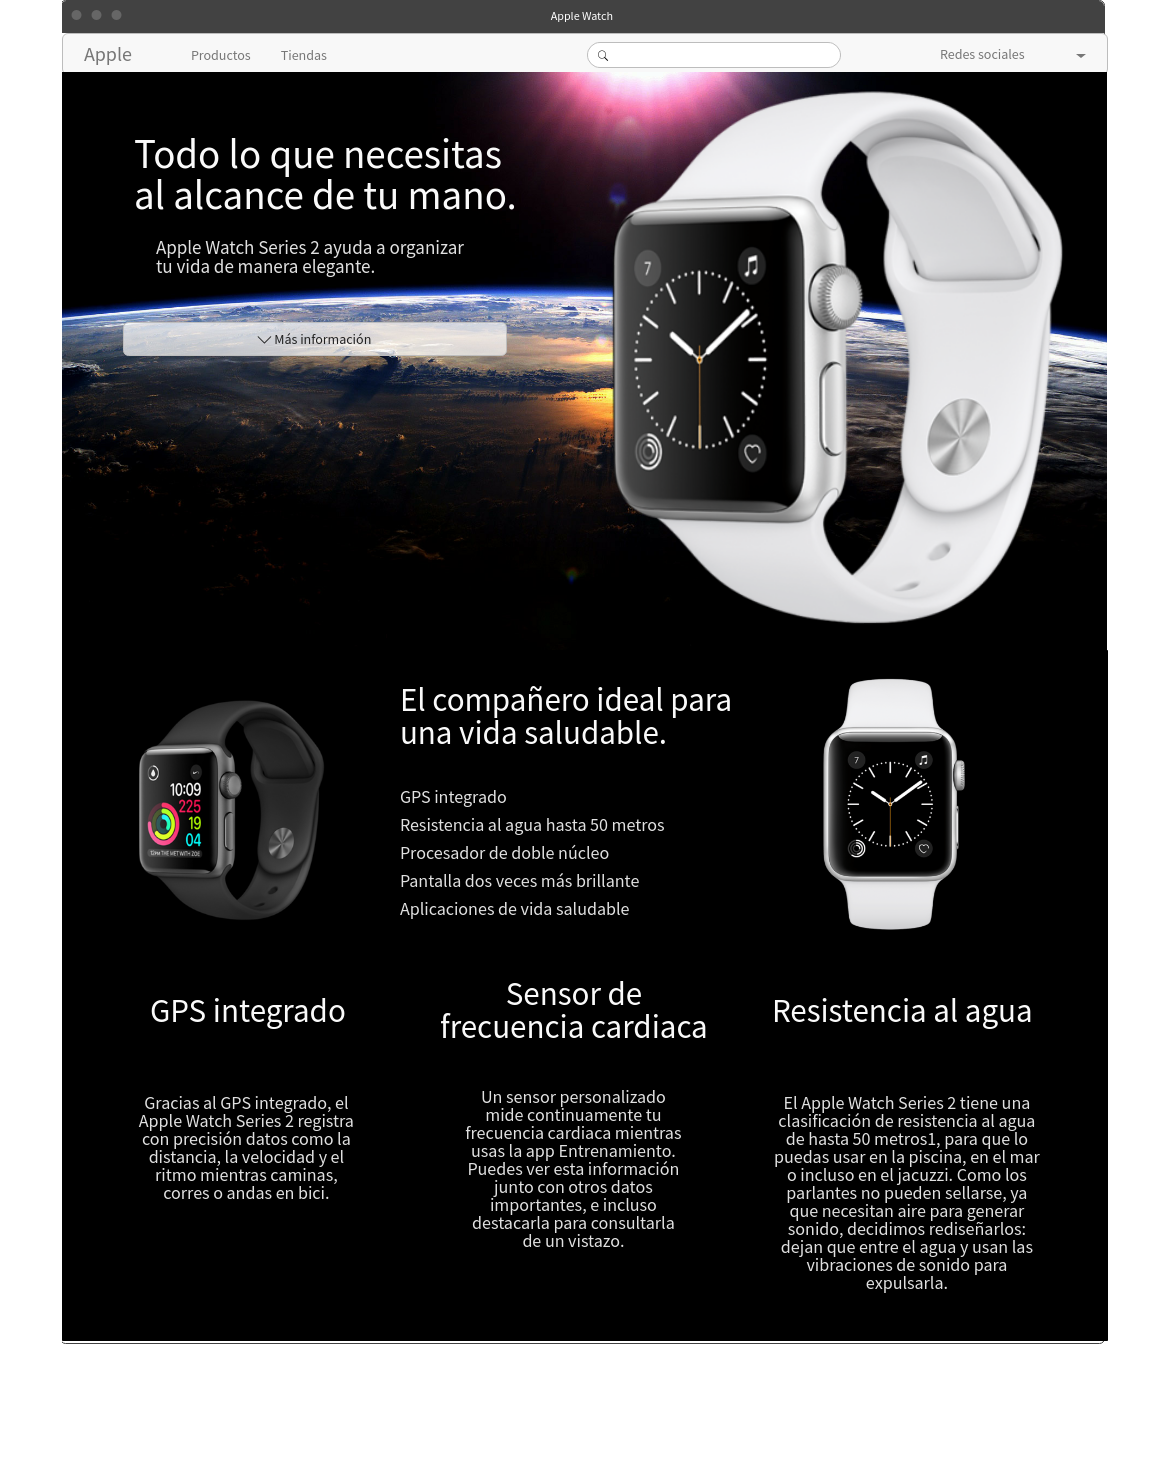 Apple Watch
Apple
Productos
Tiendas
Redes sociales
Todo lo que necesitas
al alcance de tu mano.
Apple Watch Series 2 ayuda a organizar
tu vida de manera elegante.
Más información
7
El compañero ideal para
una vida saludable.
10:09
225
19
04
7
GPS integrado
Resistencia al agua hasta 50 metros
Procesador de doble núcleo
Pantalla dos veces más brillante
Aplicaciones de vida saludable
GPS integrado
Sensor de
frecuencia cardiaca
Resistencia al agua
Gracias al GPS integrado, el
Apple Watch Series 2 registra
con precisión datos como la
distancia, la velocidad y el
ritmo mientras caminas,
corres o andas en bici.
Un sensor personalizado
mide continuamente tu
frecuencia cardiaca mientras
usas la app Entrenamiento.
Puedes ver esta información
junto con otros datos
importantes, e incluso
destacarla para consultarla
de un vistazo.
El Apple Watch Series 2 tiene una
clasificación de resistencia al agua
de hasta 50 metros1, para que lo
puedas usar en la piscina, en el mar
o incluso en el jacuzzi. Como los
parlantes no pueden sellarse, ya
que necesitan aire para generar
sonido, decidimos rediseñarlos:
dejan que entre el agua y usan las
vibraciones de sonido para
expulsarla.